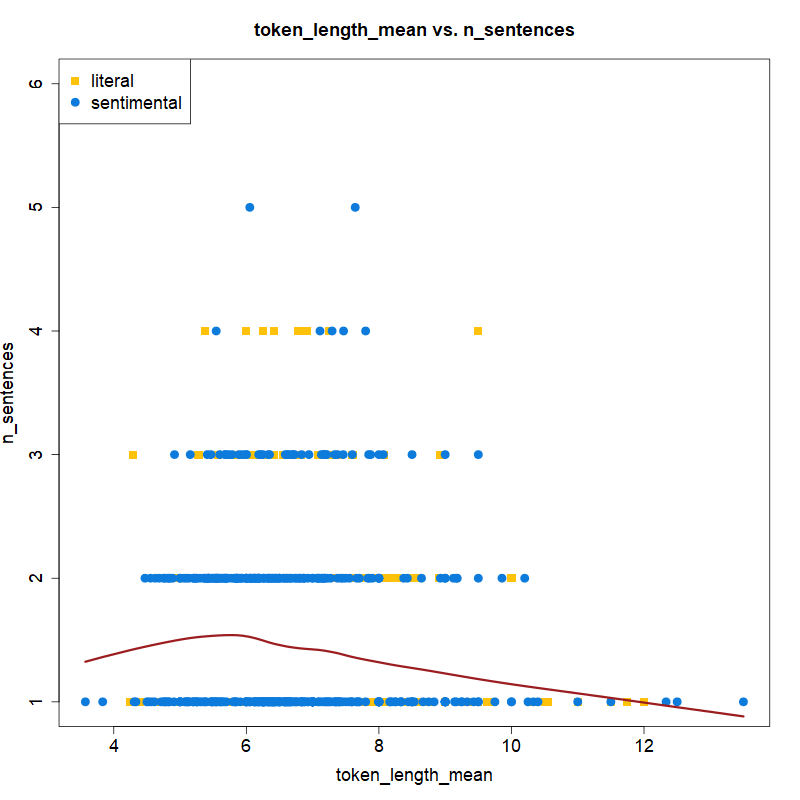 token_length_mean vs. n_sentences
literal
sentimental
n_sentences
6
5
4
3
2
1
4 6 8 10 12
token_length_mean